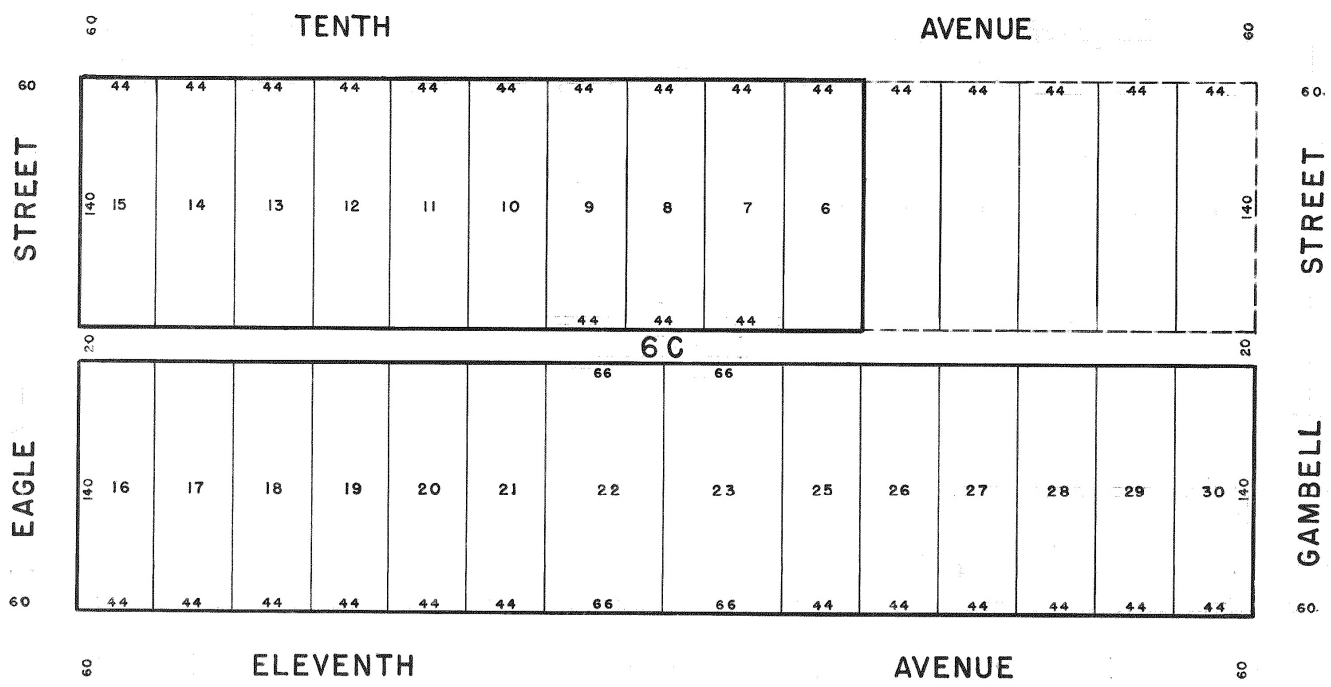 60 TENTH AVENUE 60
60 44 44 44 44 44 44 44 44 44 44 44 44 44 44 44 60.
STREET STREET
140 15 14 13 12 11 10 9 8 7 6 140
44 44 44
20 6C 20
66 66
EAGLE GAMBELL
140 16 17 18 19 20 21 22 23 25 26 27 28 29 30 140
60 44 44 44 44 44 44 66 66 44 44 44 44 44 44 60.
60 ELEVENTH AVENUE 60